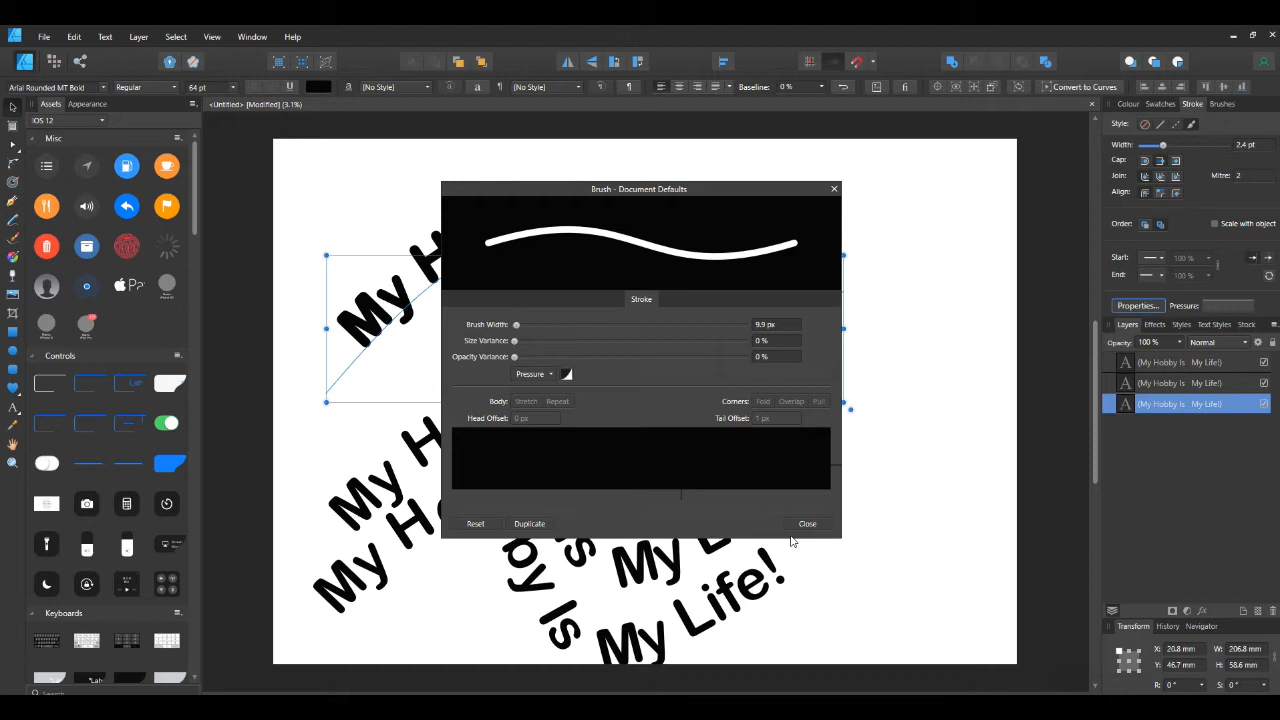 File Edit Text Layer Select View Window Help
Arial Rounded MT Bold Regular 64 pt [No Style] [No Style] Baseline: 0 % Convert to Curves
Assets Appearance
<Untitled> [Modified] (3.1%)
Colour Swatches Stroke Brushes
iOS 12
Style:
Misc
Width: 2.4 pt
Cap:
Join: Mitre: 2
Align:
Order: Scale with object
Start: 100 %
End: 100 %
Properties... Pressure:
Layers Effects Styles Text Styles Stock
Opacity: 100 % Normal
(My Hobby Is My Life!)
(My Hobby Is My Life!)
(My Hobby Is My Life!)
Brush - Document Defaults
Stroke
Brush Width: 9.9 px
Size Variance: 0 %
Opacity Variance: 0 %
Pressure
Body: Stretch Repeat Corners: Fold Overlap Pull
Head Offset: 0 px Tail Offset: 1 px
Reset Duplicate Close
Controls
Keyboards
Search
My H
My H
My Ho
by Is
is
My L
My Life!
Transform History Navigator
X: 20.8 mm W: 206.8 mm
Y: 46.7 mm H: 58.6 mm
R: 0 ° S: 0 °